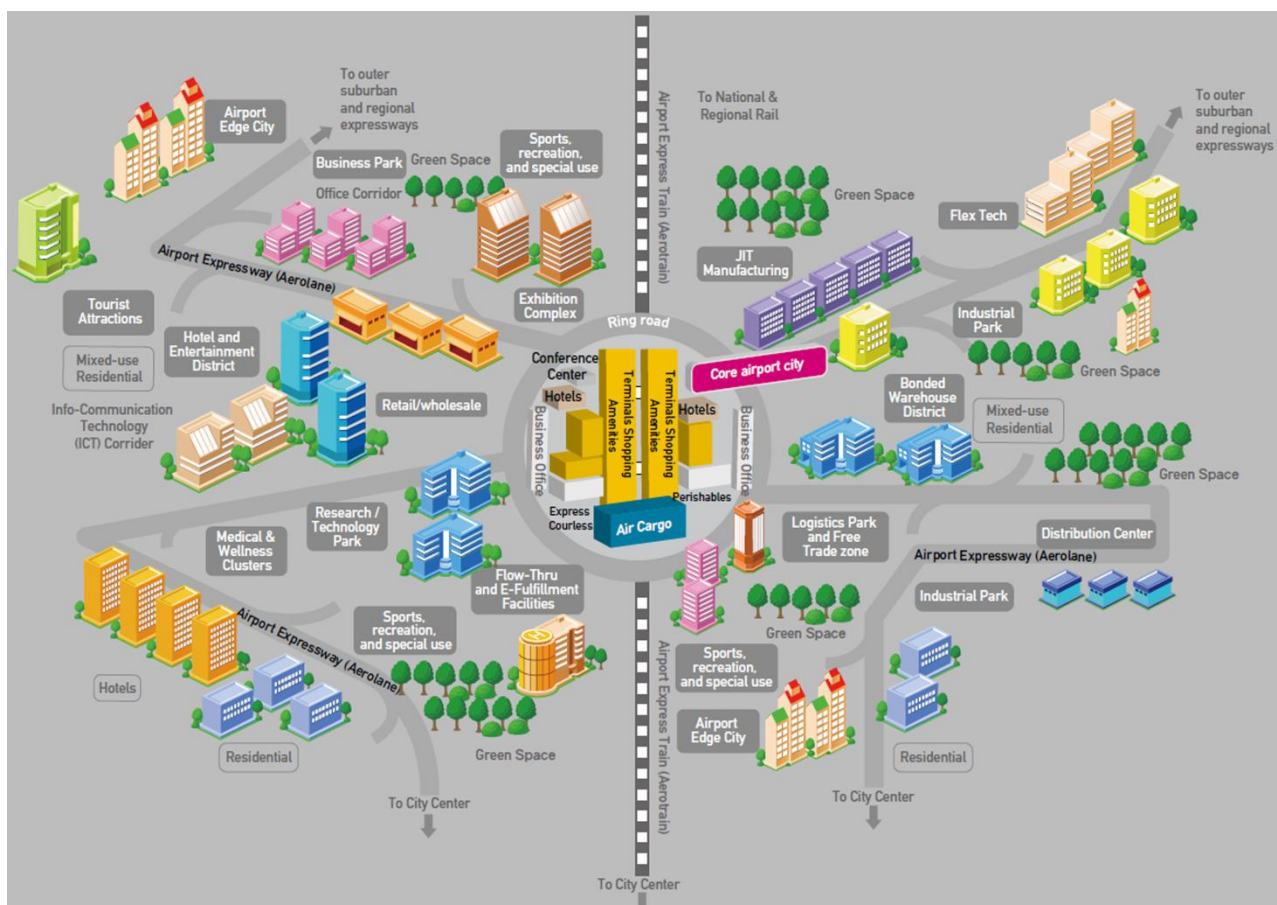 To outer
suburban
and regional
expressways
Airport
Edge City
Business Park
Green Space
Office Corridor
Sports,
recreation,
and special use
Airport Expressway (Aerolane)
Exhibition
Complex
Tourist
Attractions
Mixed-use
Residential
Hotel and
Entertainment
District
Info-Communication
Technology
(ICT) Corrider
Retail/wholesale
Airport Express Train (Aerotrain)
To National &
Regional Rail
Green Space
JIT
Manufacturing
Flex Tech
To outer
suburban
and regional
expressways
Industrial
Park
Green Space
Ring road
Core airport city
Conference
Center
Hotels
Business Office
Terminals Shopping
Amenities
Terminals Shopping
Amenities
Hotels
Business Office
Express
Courless
Air Cargo
Perishables
Bonded
Warehouse
District
Mixed-use
Residential
Green Space
Research /
Technology
Park
Medical &
Wellness
Clusters
Flow-Thru
and E-Fulfillment
Facilities
Airport Expressway (Aerolane)
Sports,
recreation,
and special use
Hotels
Residential
Green Space
To City Center
Logistics Park
and Free
Trade zone
Distribution Center
Airport Expressway (Aerolane)
Industrial Park
Green Space
Sports,
recreation,
and special use
Airport
Edge City
Residential
To City Center
Airport Express Train (Aerotrain)
To City Center